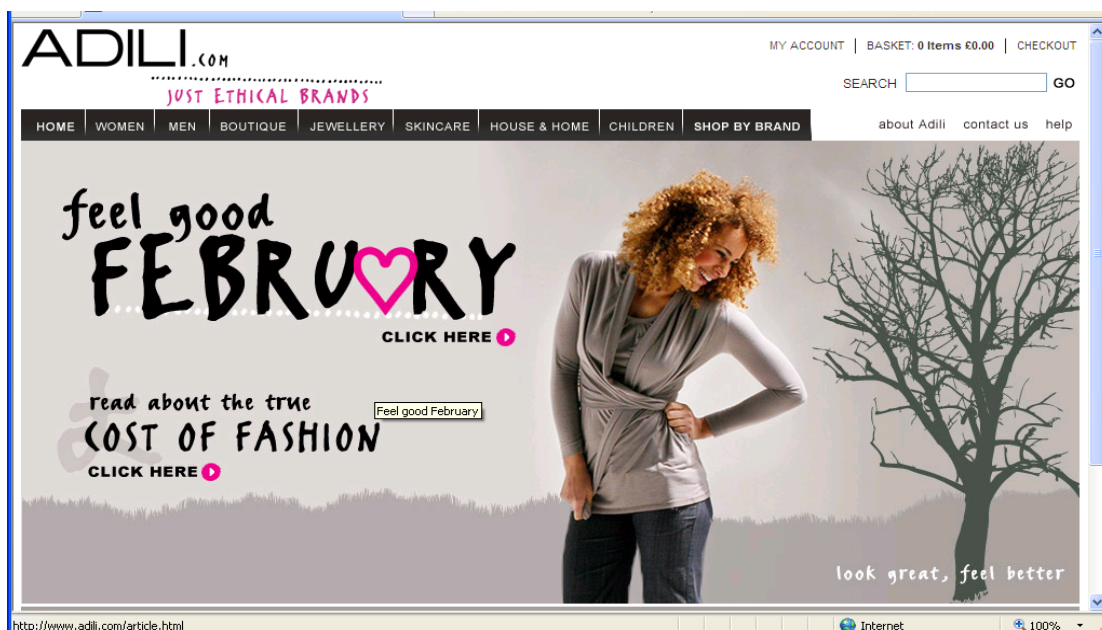 ADILI.COM
JUST ETHICAL BRANDS
MY ACCOUNT | BASKET: 0 Items £0.00 | CHECKOUT
SEARCH GO
HOME WOMEN MEN BOUTIQUE JEWELLERY SKINCARE HOUSE & HOME CHILDREN SHOP BY BRAND about Adili contact us help
feel good
FEBRUARY
CLICK HERE
read about the true
COST OF FASHION
CLICK HERE
Feel good February
look great, feel better
http://www.adili.com/article.html Internet 100%